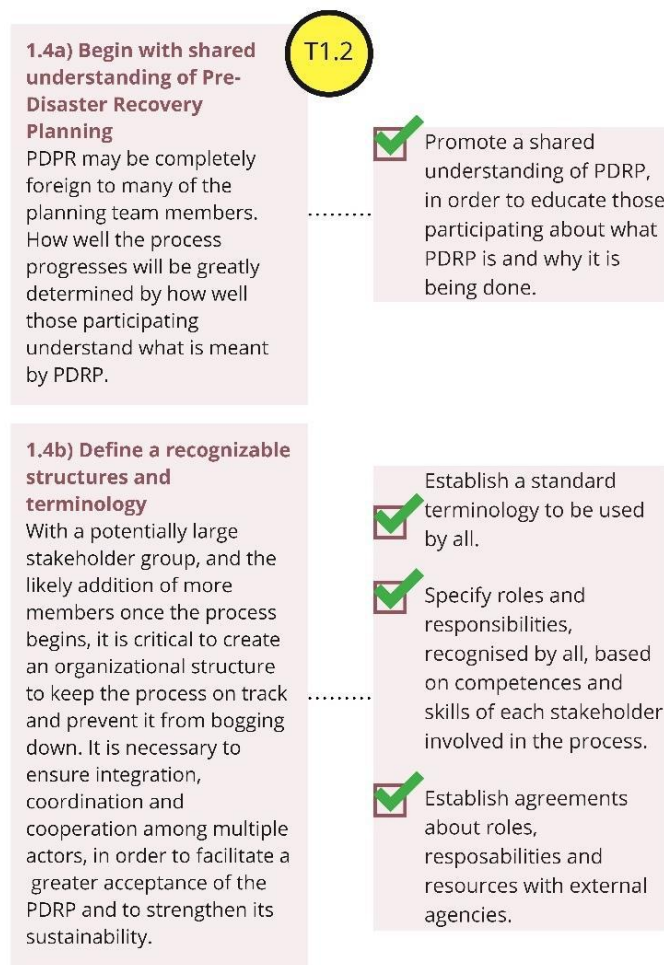 T1.2
1.4a) Begin with shared
understanding of Pre-
Disaster Recovery
Planning
PDPR may be completely
foreign to many of the
planning team members.
How well the process
progresses will be greatly
determined by how well
those participating
understand what is meant
by PDRP.
Promote a shared
understanding of PDRP,
in order to educate those
participating about what
PDRP is and why it is
being done.
1.4b) Define a recognizable
structures and
terminology
With a potentially large
stakeholder group, and the
likely addition of more
members once the process
begins, it is critical to create
an organizational structure
to keep the process on track
and prevent it from bogging
down. It is necessary to
ensure integration,
coordination and
cooperation among multiple
actors, in order to facilitate a
greater acceptance of the
PDRP and to strengthen its
sustainability.
Establish a standard
terminology to be used
by all.
Specify roles and
responsibilities,
recognised by all, based
on competences and
skills of each stakeholder
involved in the process.
Establish agreements
about roles,
resposabilities and
resources with external
agencies.